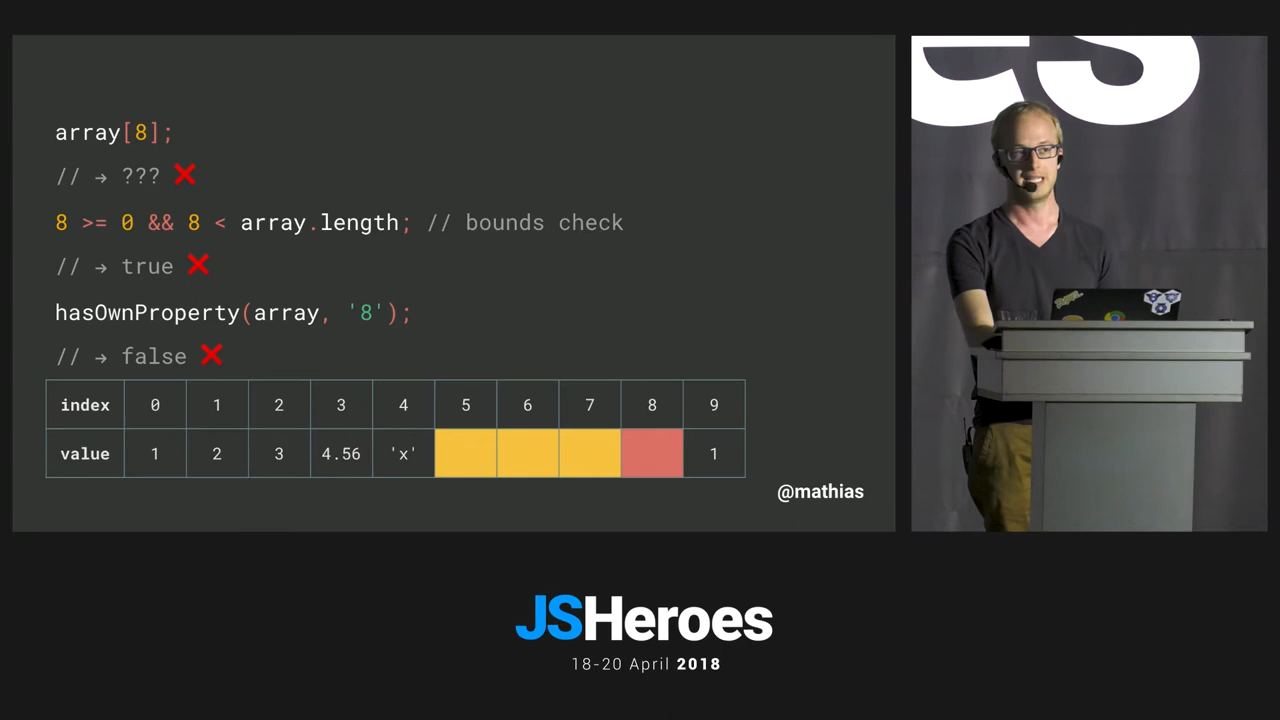 array[8];
// → ??? ❌
8 >= 0 && 8 < array.length; // bounds check
// → true ❌
hasOwnProperty(array, '8');
// → false ❌
index 0 1 2 3 4 5 6 7 8 9
value 1 2 3 4.56 'x' 1
@mathias
es
JSHeroes
18-20 April 2018